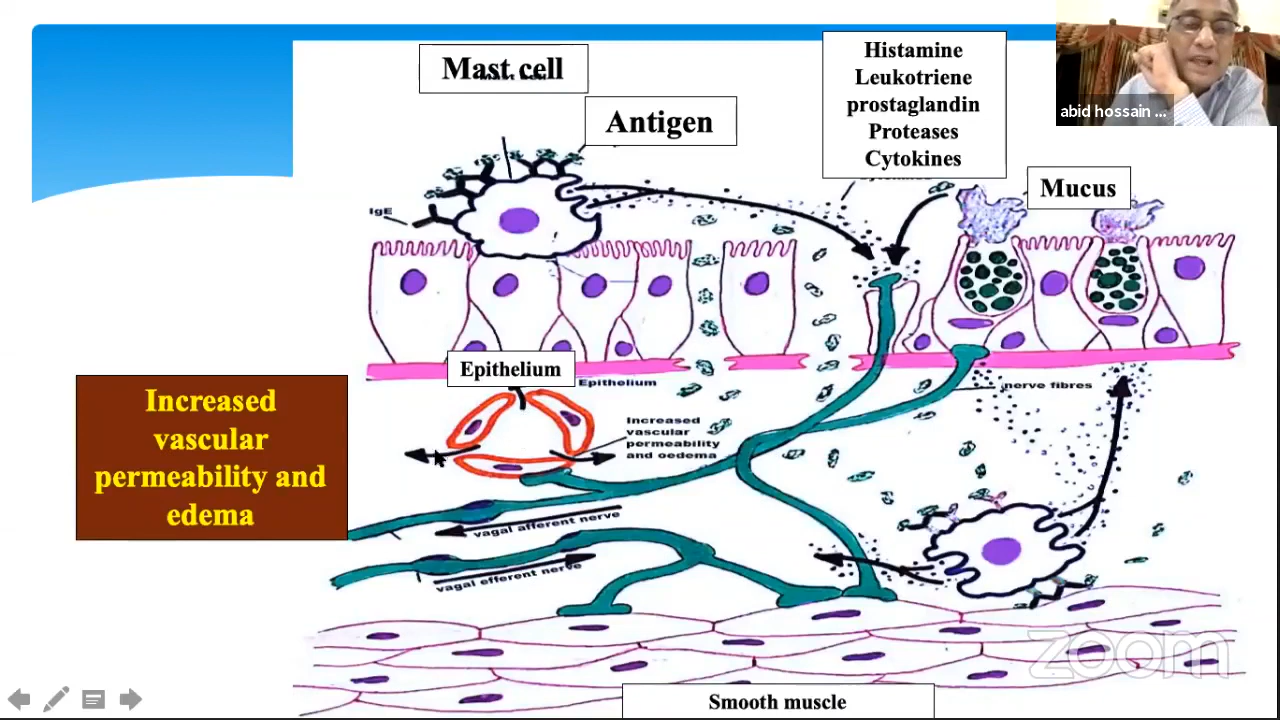 Mast cell
Antigen
Histamine
Leukotriene
prostaglandin
Proteases
Cytokines
abid hossain ...
Mucus
IgE
Epithelium
Epithelium
nerve fibres
Increased
vascular
permeability and
edema
Increased
vascular
permeability
and oedema
vagal afferent nerve
vagal efferent nerve
zoom
Smooth muscle